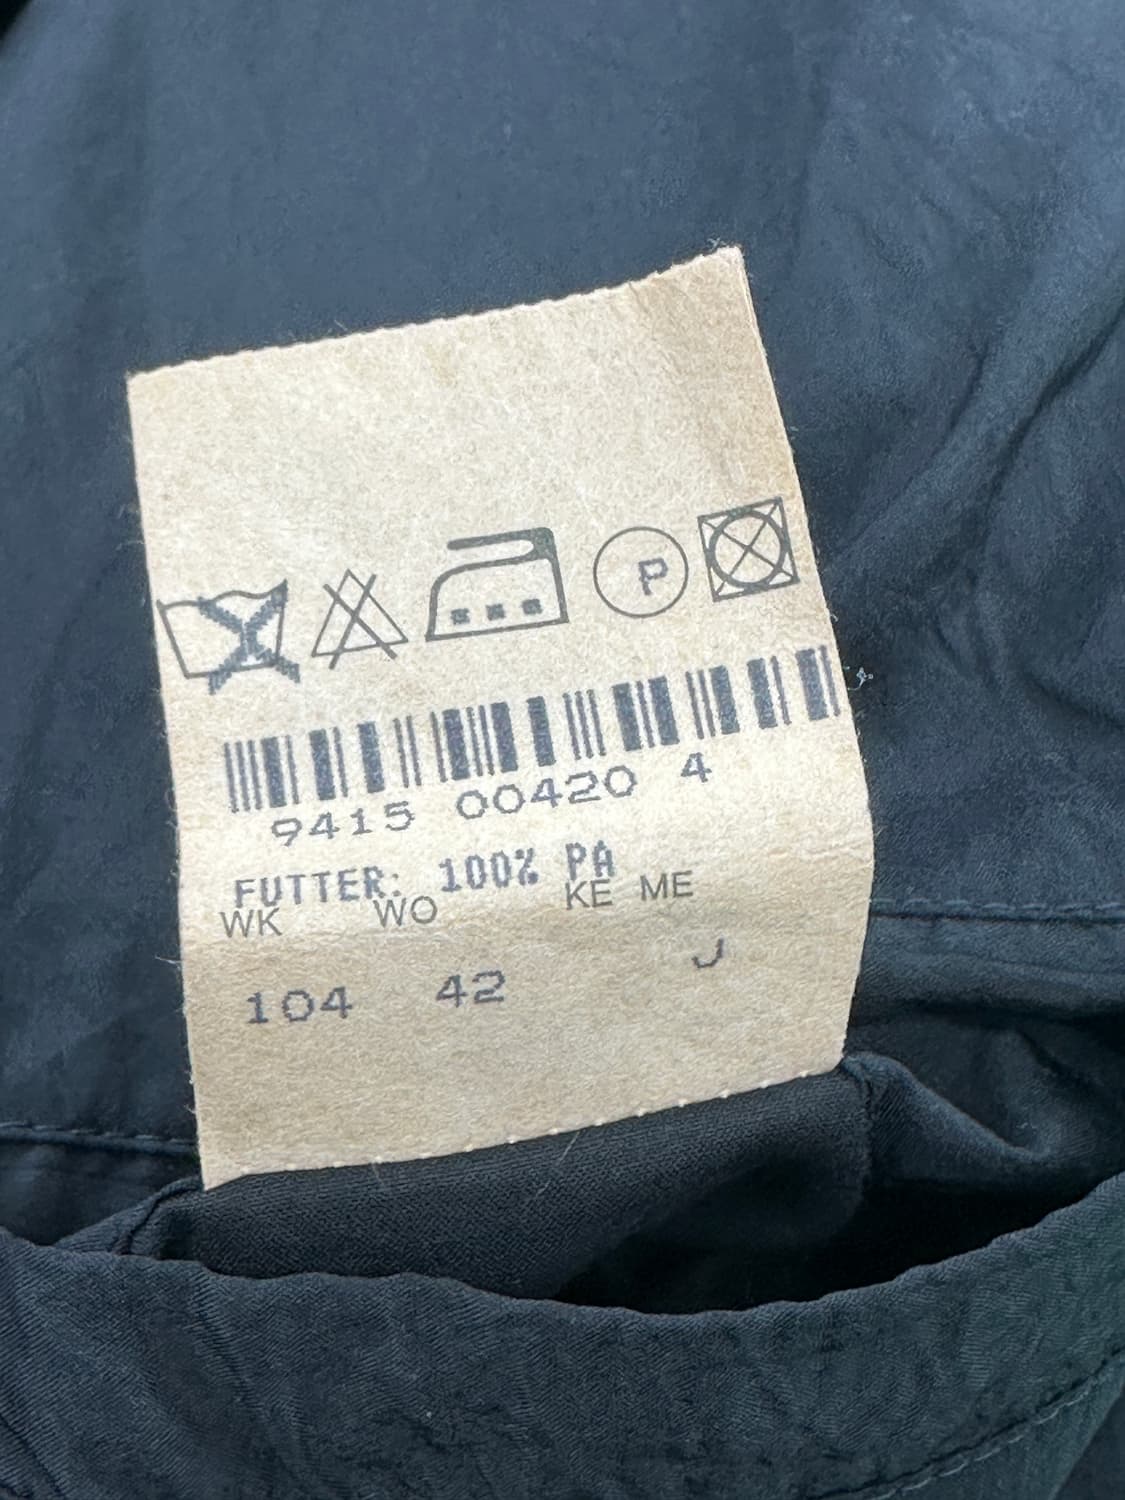 P
9415 00420 4
FUTTER: 100% PA
WK WO KE ME
104 42 J